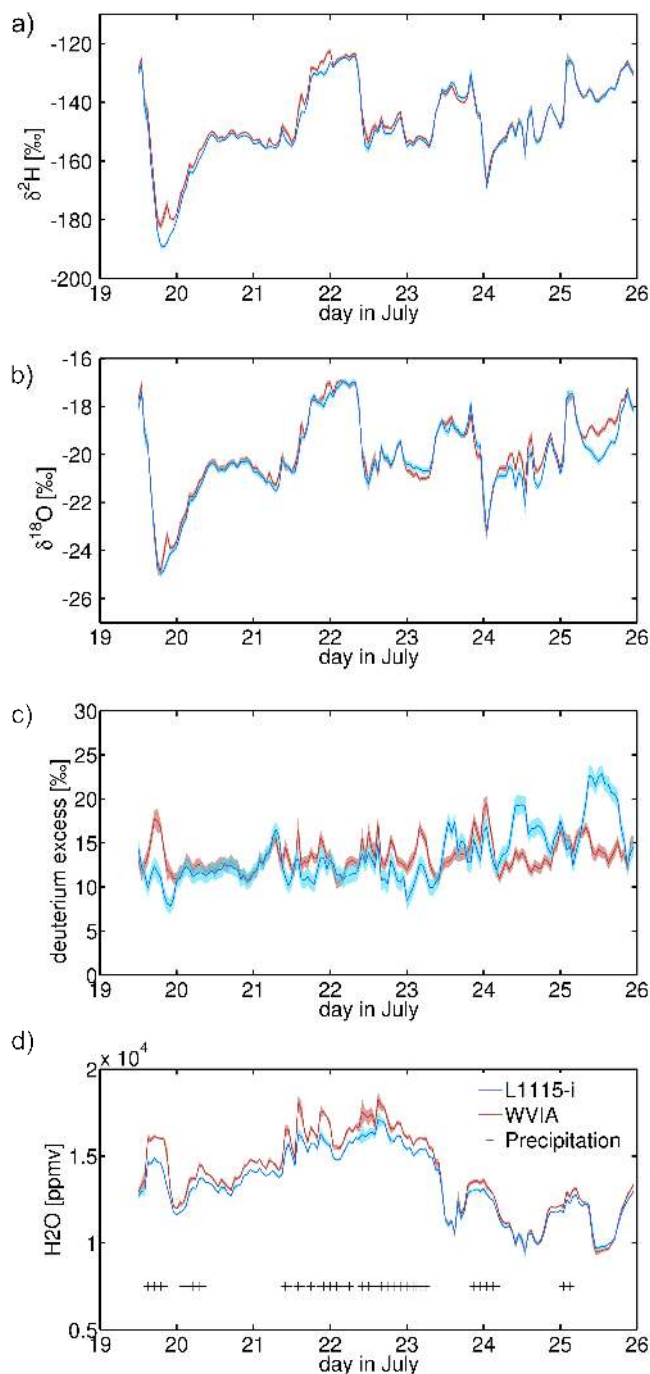 a)
-120
-140
-160
-180
-200
δ²H [‰]
19 20 21 22 23 24 25 26
day in July
b)
-16
-18
-20
-22
-24
-26
δ¹⁸O [‰]
19 20 21 22 23 24 25 26
day in July
c)
30
25
20
15
10
5
0
deuterium excess [‰]
19 20 21 22 23 24 25 26
day in July
d)
2 x 10⁴
1.5
1
0.5
H2O [ppmv]
L1115-i
WVIA
Precipitation
19 20 21 22 23 24 25 26
day in July